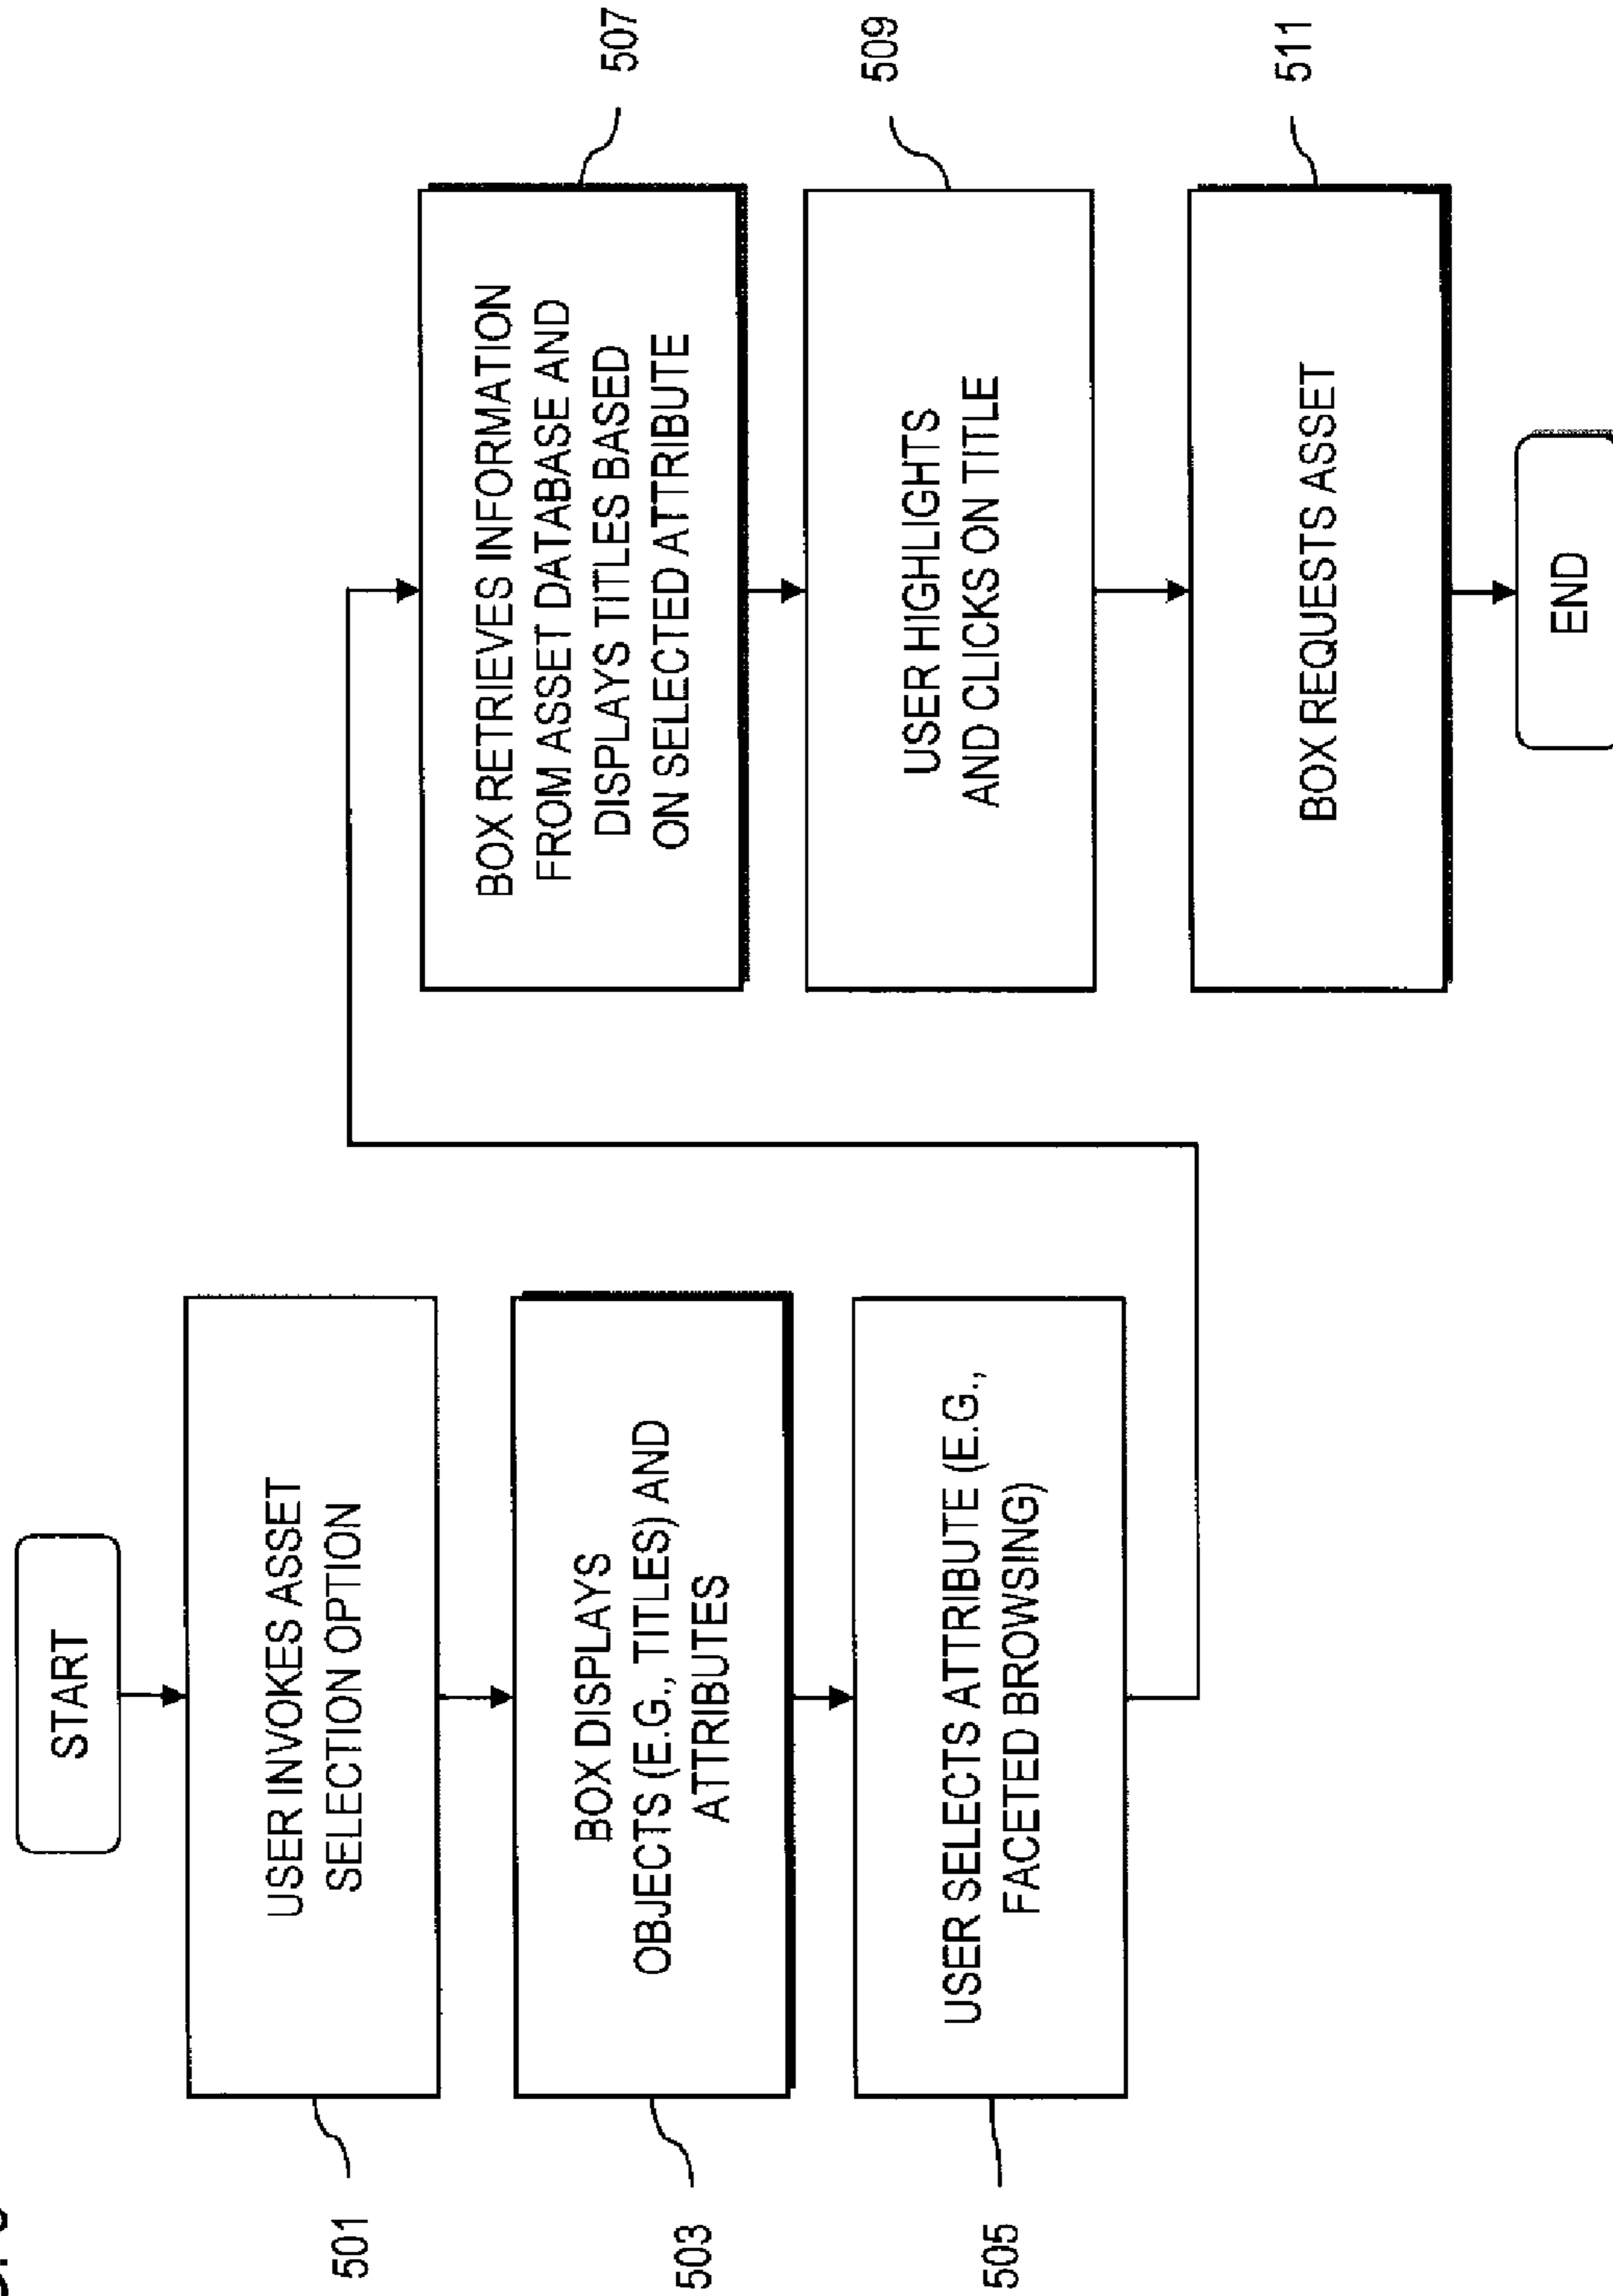 START
USER INVOKES ASSET
SELECTION OPTION
501
BOX DISPLAYS
OBJECTS (E.G., TITLES) AND
ATTRIBUTES
503
USER SELECTS ATTRIBUTE (E.G.,
FACETED BROWSING)
505
BOX RETRIEVES INFORMATION
FROM ASSET DATABASE AND
DISPLAYS TITLES BASED
ON SELECTED ATTRIBUTE
507
USER HIGHLIGHTS
AND CLICKS ON TITLE
509
BOX REQUESTS ASSET
511
END